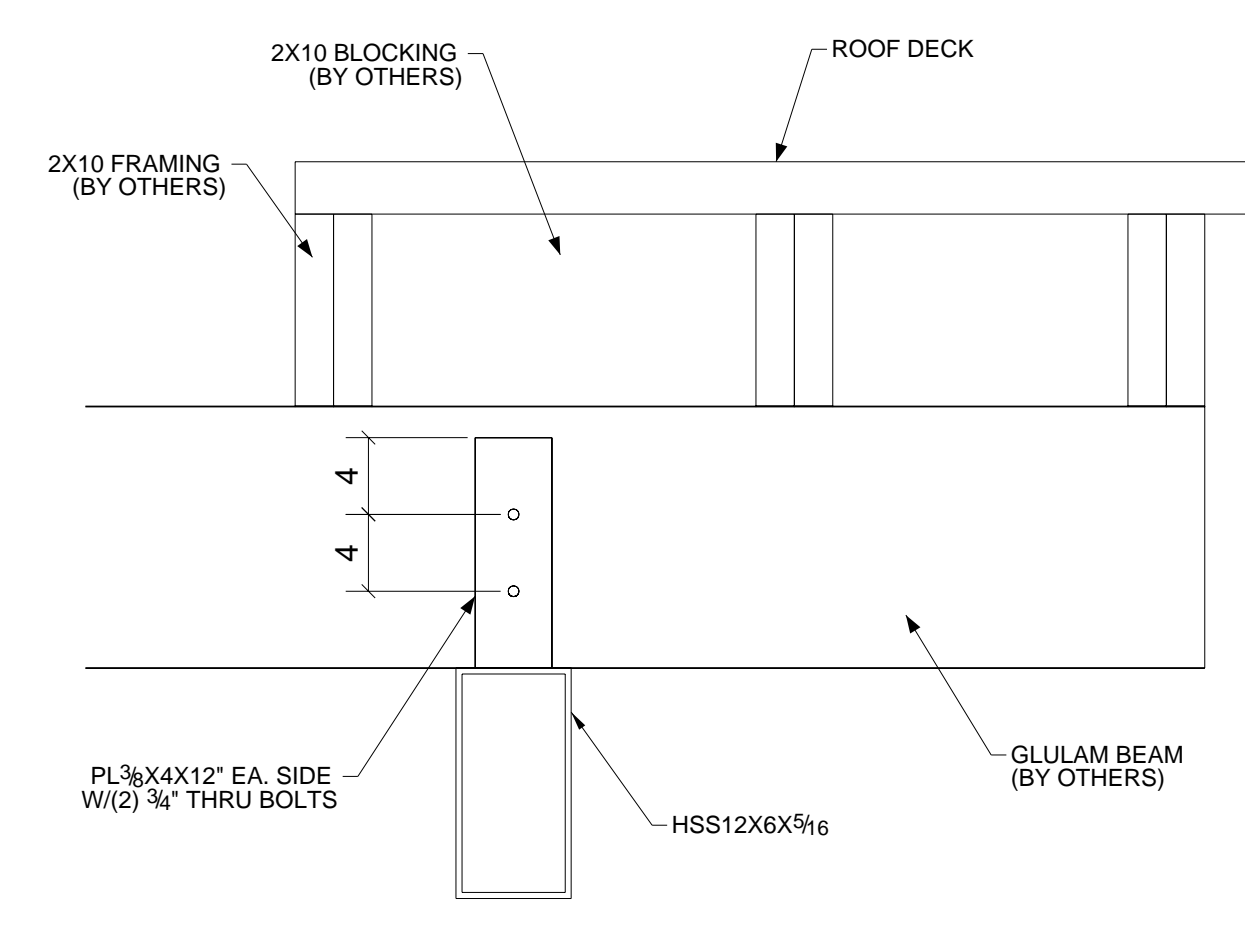 2X10 BLOCKING
(BY OTHERS)
ROOF DECK
2X10 FRAMING
(BY OTHERS)
4
4
PL3/8X4X12" EA. SIDE
W/(2) 3/4" THRU BOLTS
GLULAM BEAM
(BY OTHERS)
HSS12X6X5/16